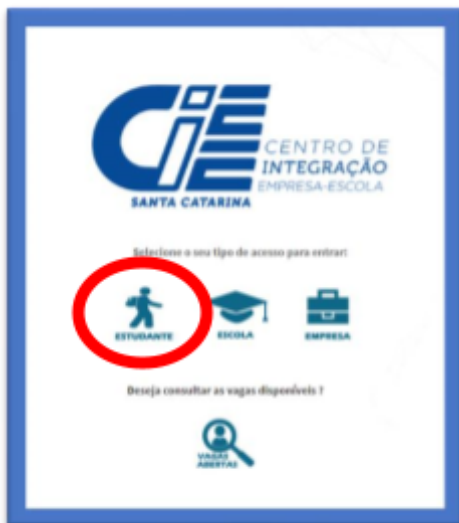 CIEE
CENTRO DE
INTEGRAÇÃO
EMPRESA-ESCOLA
SANTA CATARINA
Selecione o seu tipo de acesso para entrar:
ESTUDANTE ESCOLA EMPRESA
Deseja consultar as vagas disponíveis ?
VAGAS
ABERTAS